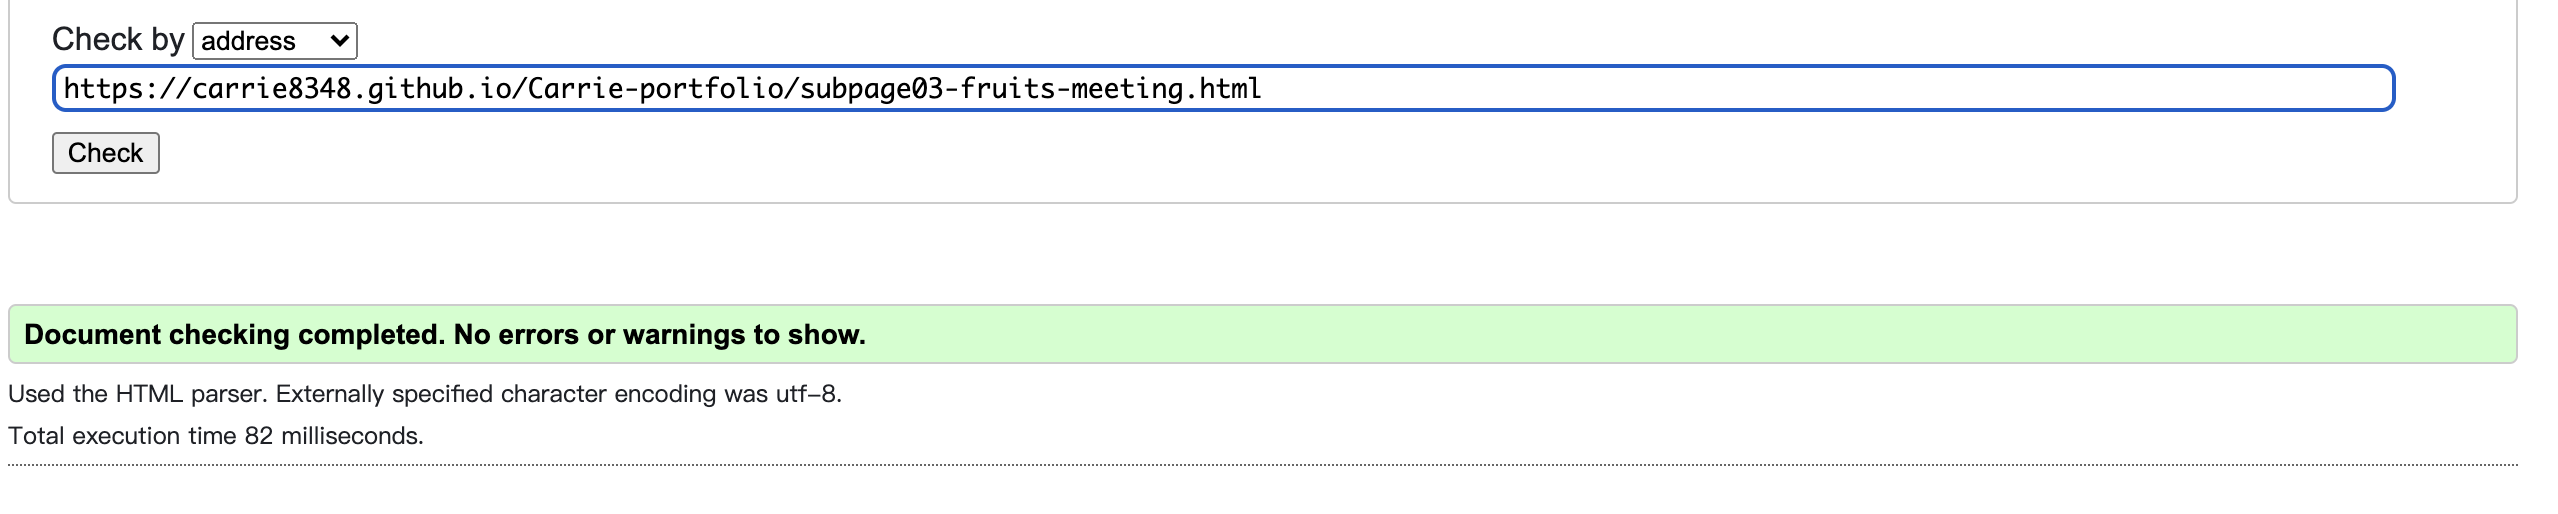 Check by address
https://carrie8348.github.io/Carrie-portfolio/subpage03-fruits-meeting.html
Check
Document checking completed. No errors or warnings to show.
Used the HTML parser. Externally specified character encoding was utf-8.
Total execution time 82 milliseconds.